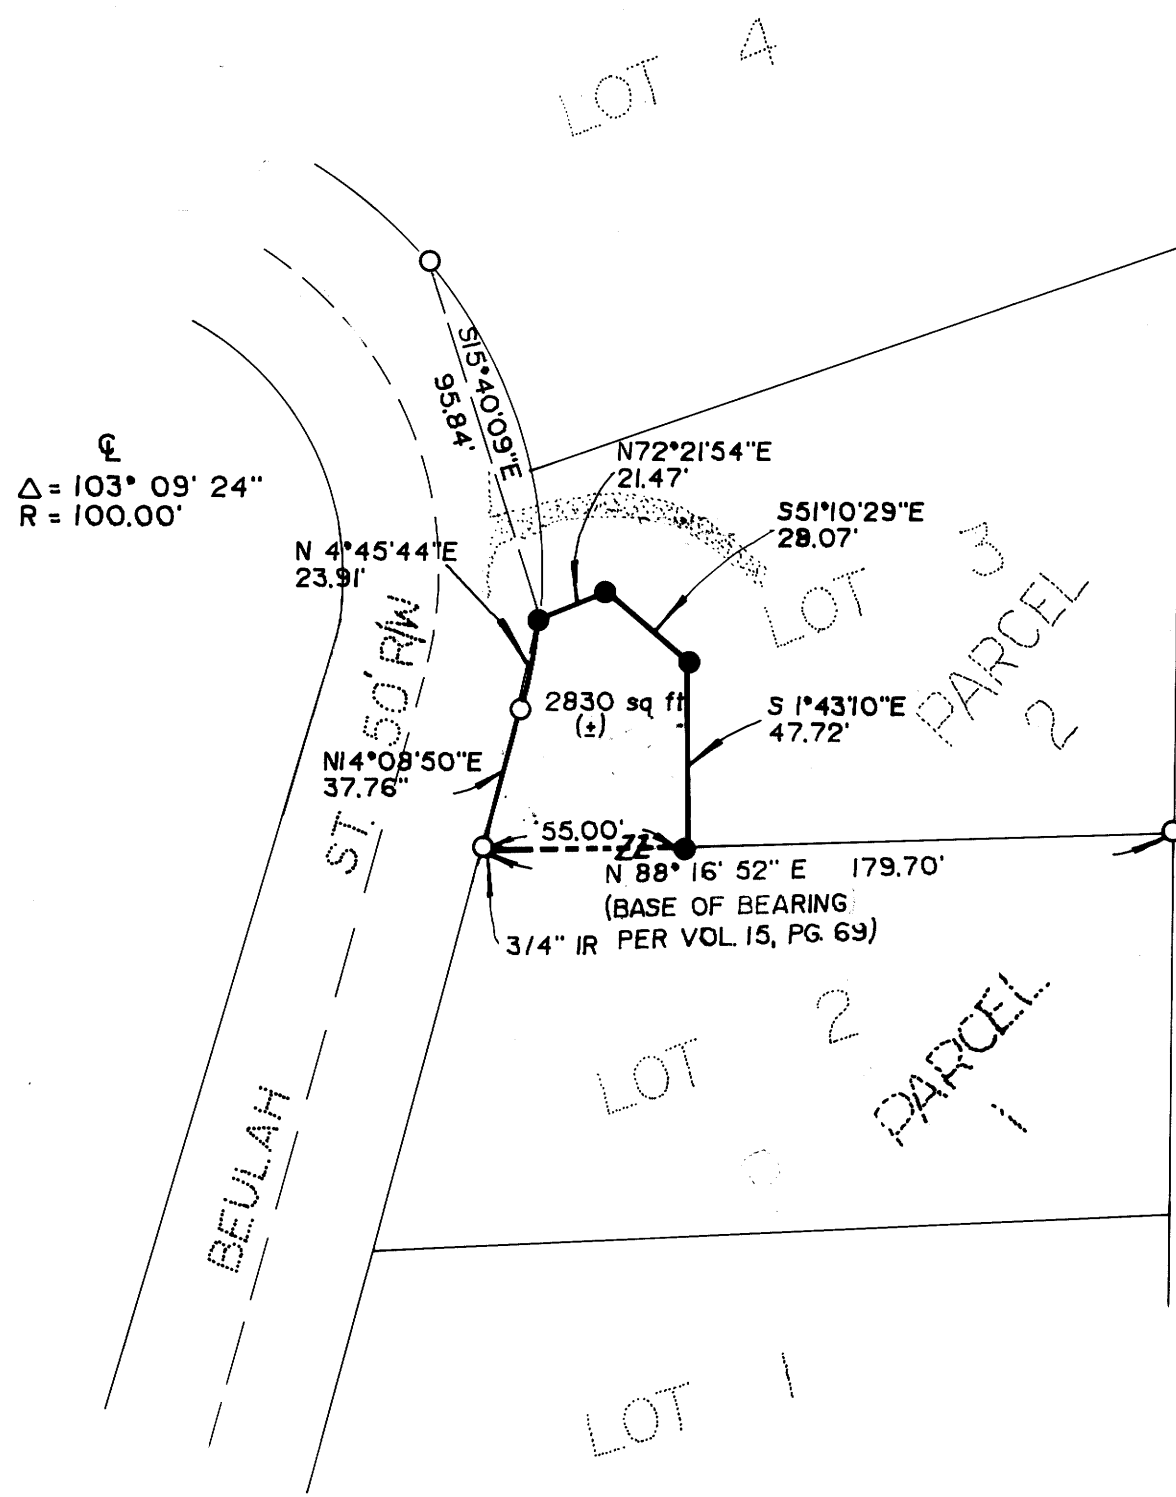 LOT 4
S15°40'09"E
95.84'
℄
Δ = 103° 09' 24"
R = 100.00'
N72°21'54"E
21.47'
S51°10'29"E
28.07'
N 4°45'44"E
23.91'
LOT 3
PARCEL
2
2830 sq ft
(±)
S 1°43'10"E
47.72'
N14°08'50"E
37.76"
55.00'
N 88° 16' 52" E 179.70'
(BASE OF BEARING
PER VOL. 15, PG. 69)
3/4" IR
BEULAH ST. 50' R/W
LOT 2
PARCEL
1
LOT 1